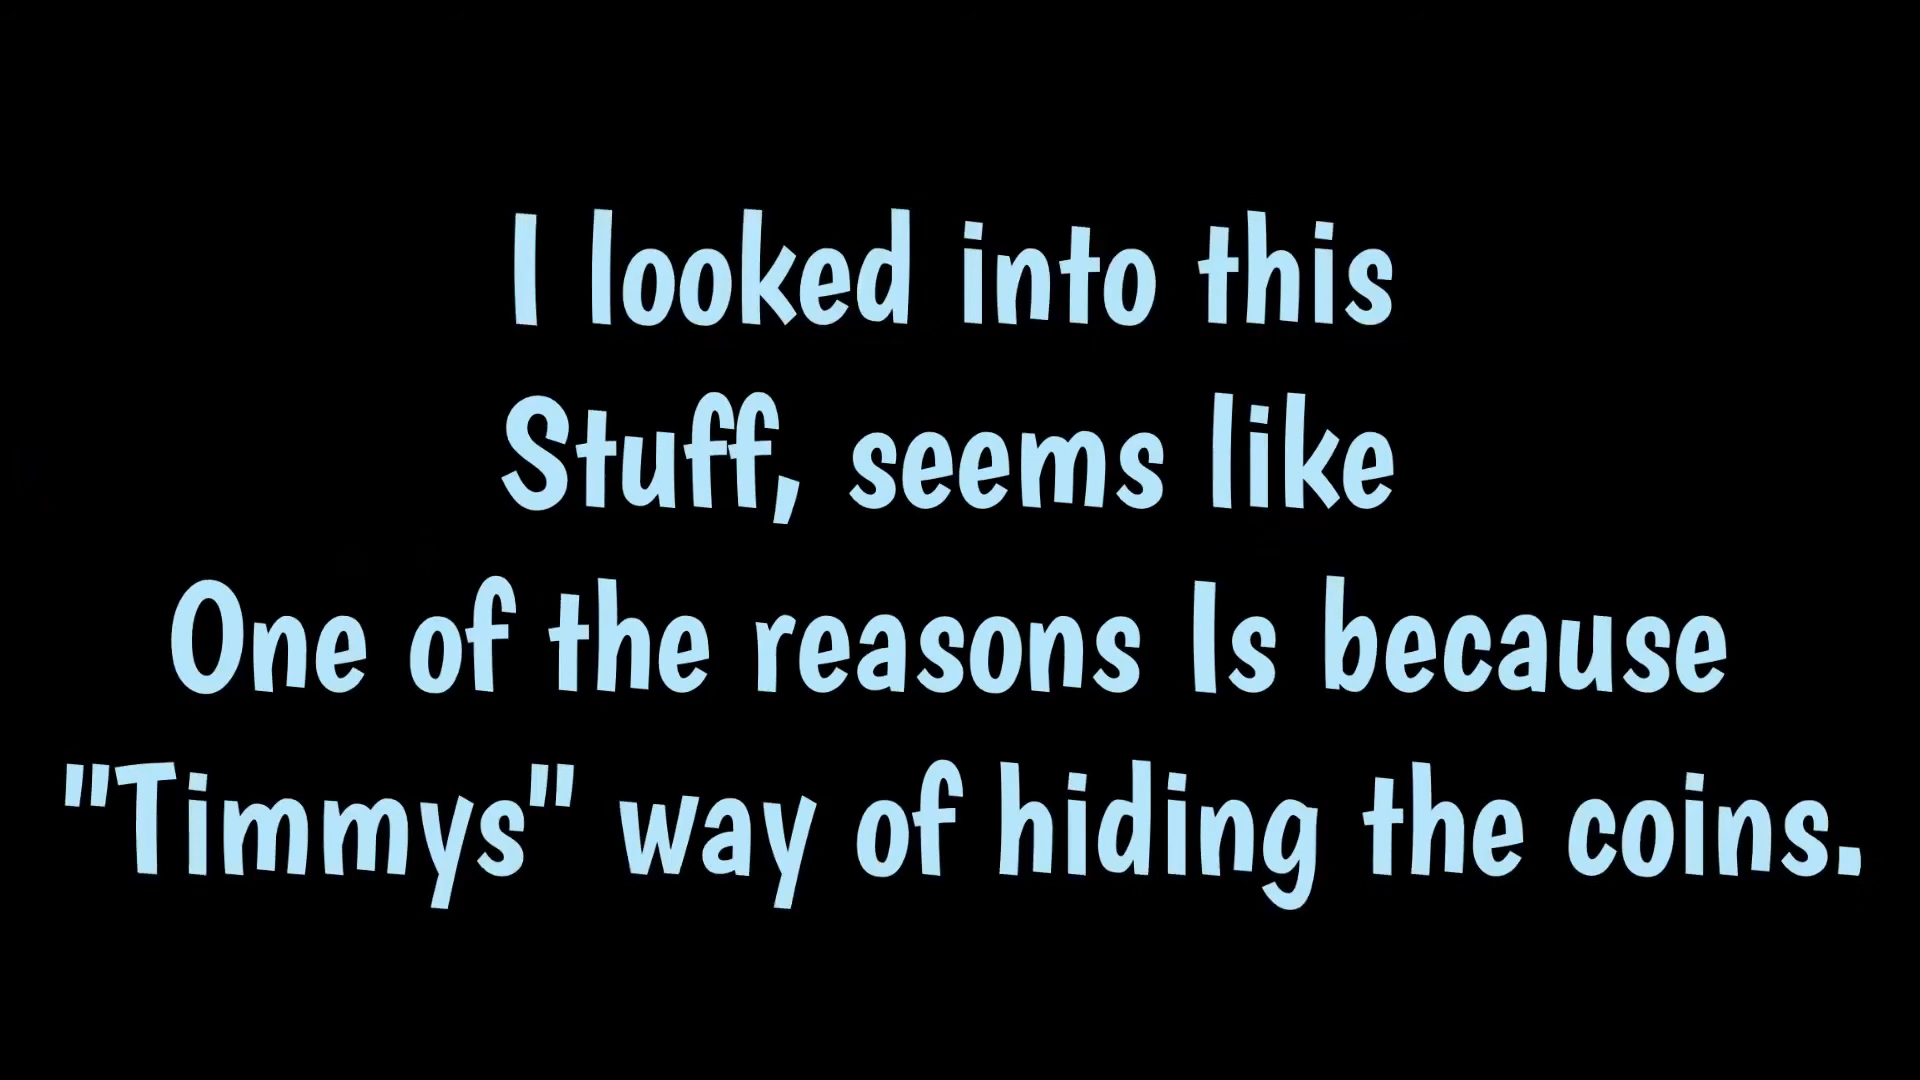 I looked into this
Stuff, seems like
One of the reasons Is because
"Timmys" way of hiding the coins.